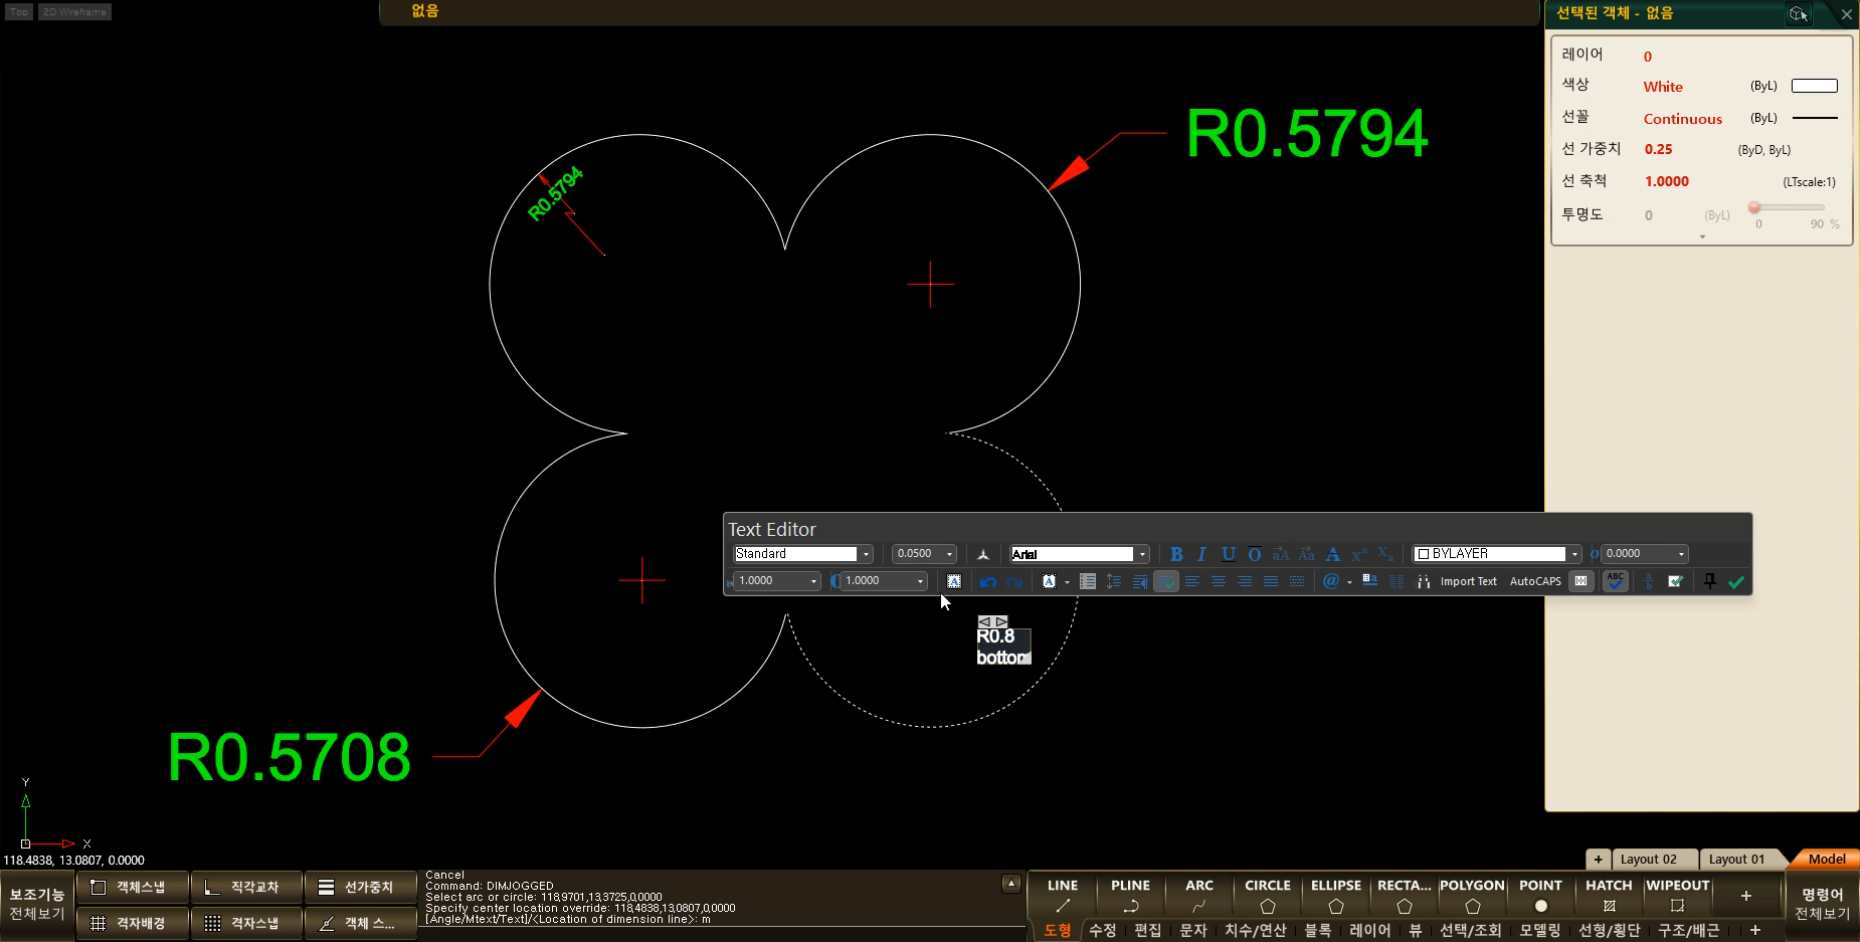 Top
2D Wireframe
없음
선택된 객체 - 없음
레이어 0
색상 White (ByL)
선꼴 Continuous (ByL)
선 가중치 0.25 (ByD, ByL)
선 축척 1.0000 (LTscale:1)
투명도 0 (ByL)
0 90 %
R0.5794
R0.5794
Text Editor
Standard 0.0500 Arial B I U O BYLAYER 0.0000
1.0000 1.0000 @ Import Text AutoCAPS ABC
R0.8
bottom
R0.5708
Y
X
118.4838, 13.0807, 0.0000
+ Layout 02 Layout 01 Model
보조기능
전체보기
객체스냅 직각교차 선가중치
격자배경 격자스냅 객체 스...
Cancel
Command: DIMJOGGED
Select arc or circle: 118,9701,13,3725,0,0000
Specify center location override: 118,4838,13,0807,0,0000
[Angle/Mtext/Text]/<Location of dimension line>: m
LINE PLINE ARC CIRCLE ELLIPSE RECTA... POLYGON POINT HATCH WIPEOUT +
도형 수정 편집 문자 치수/연산 블록 레이어 뷰 선택/조회 모델링 선형/횡단 구조/배근 +
명령어
전체보기